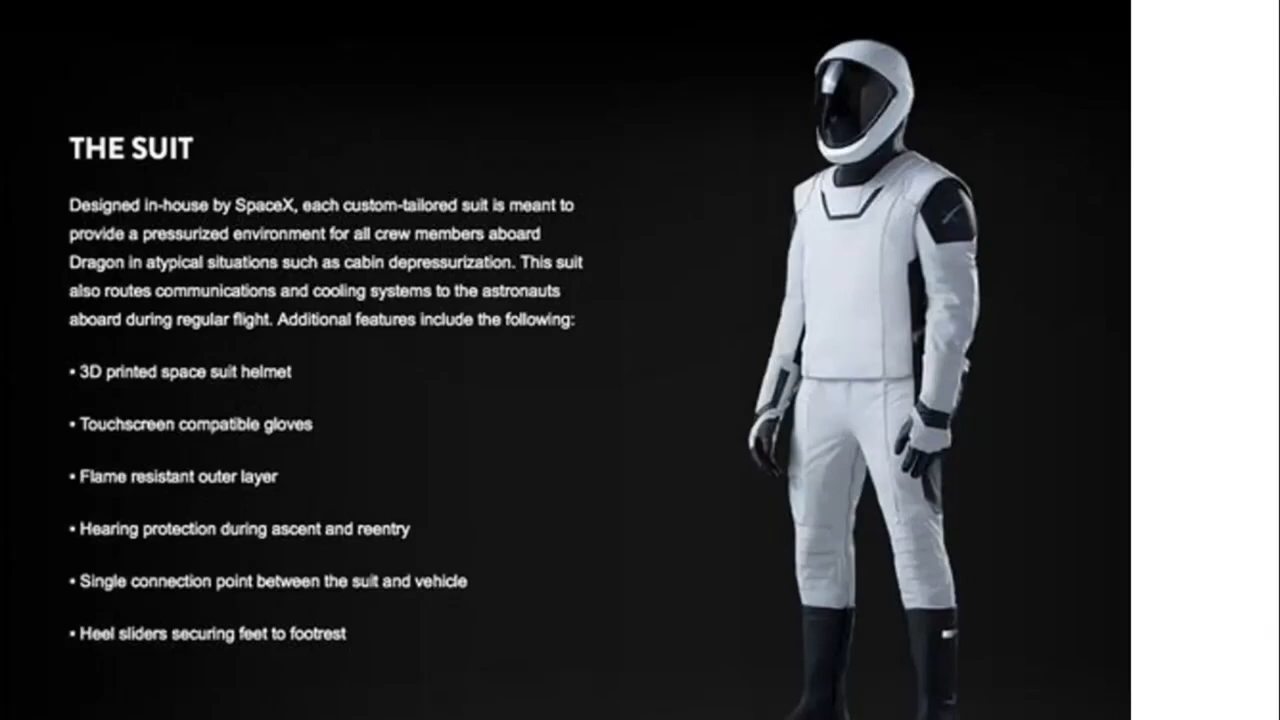 THE SUIT
Designed in-house by SpaceX, each custom-tailored suit is meant to
provide a pressurized environment for all crew members aboard
Dragon in atypical situations such as cabin depressurization. This suit
also routes communications and cooling systems to the astronauts
aboard during regular flight. Additional features include the following:
• 3D printed space suit helmet
• Touchscreen compatible gloves
• Flame resistant outer layer
• Hearing protection during ascent and reentry
• Single connection point between the suit and vehicle
• Heel sliders securing feet to footrest